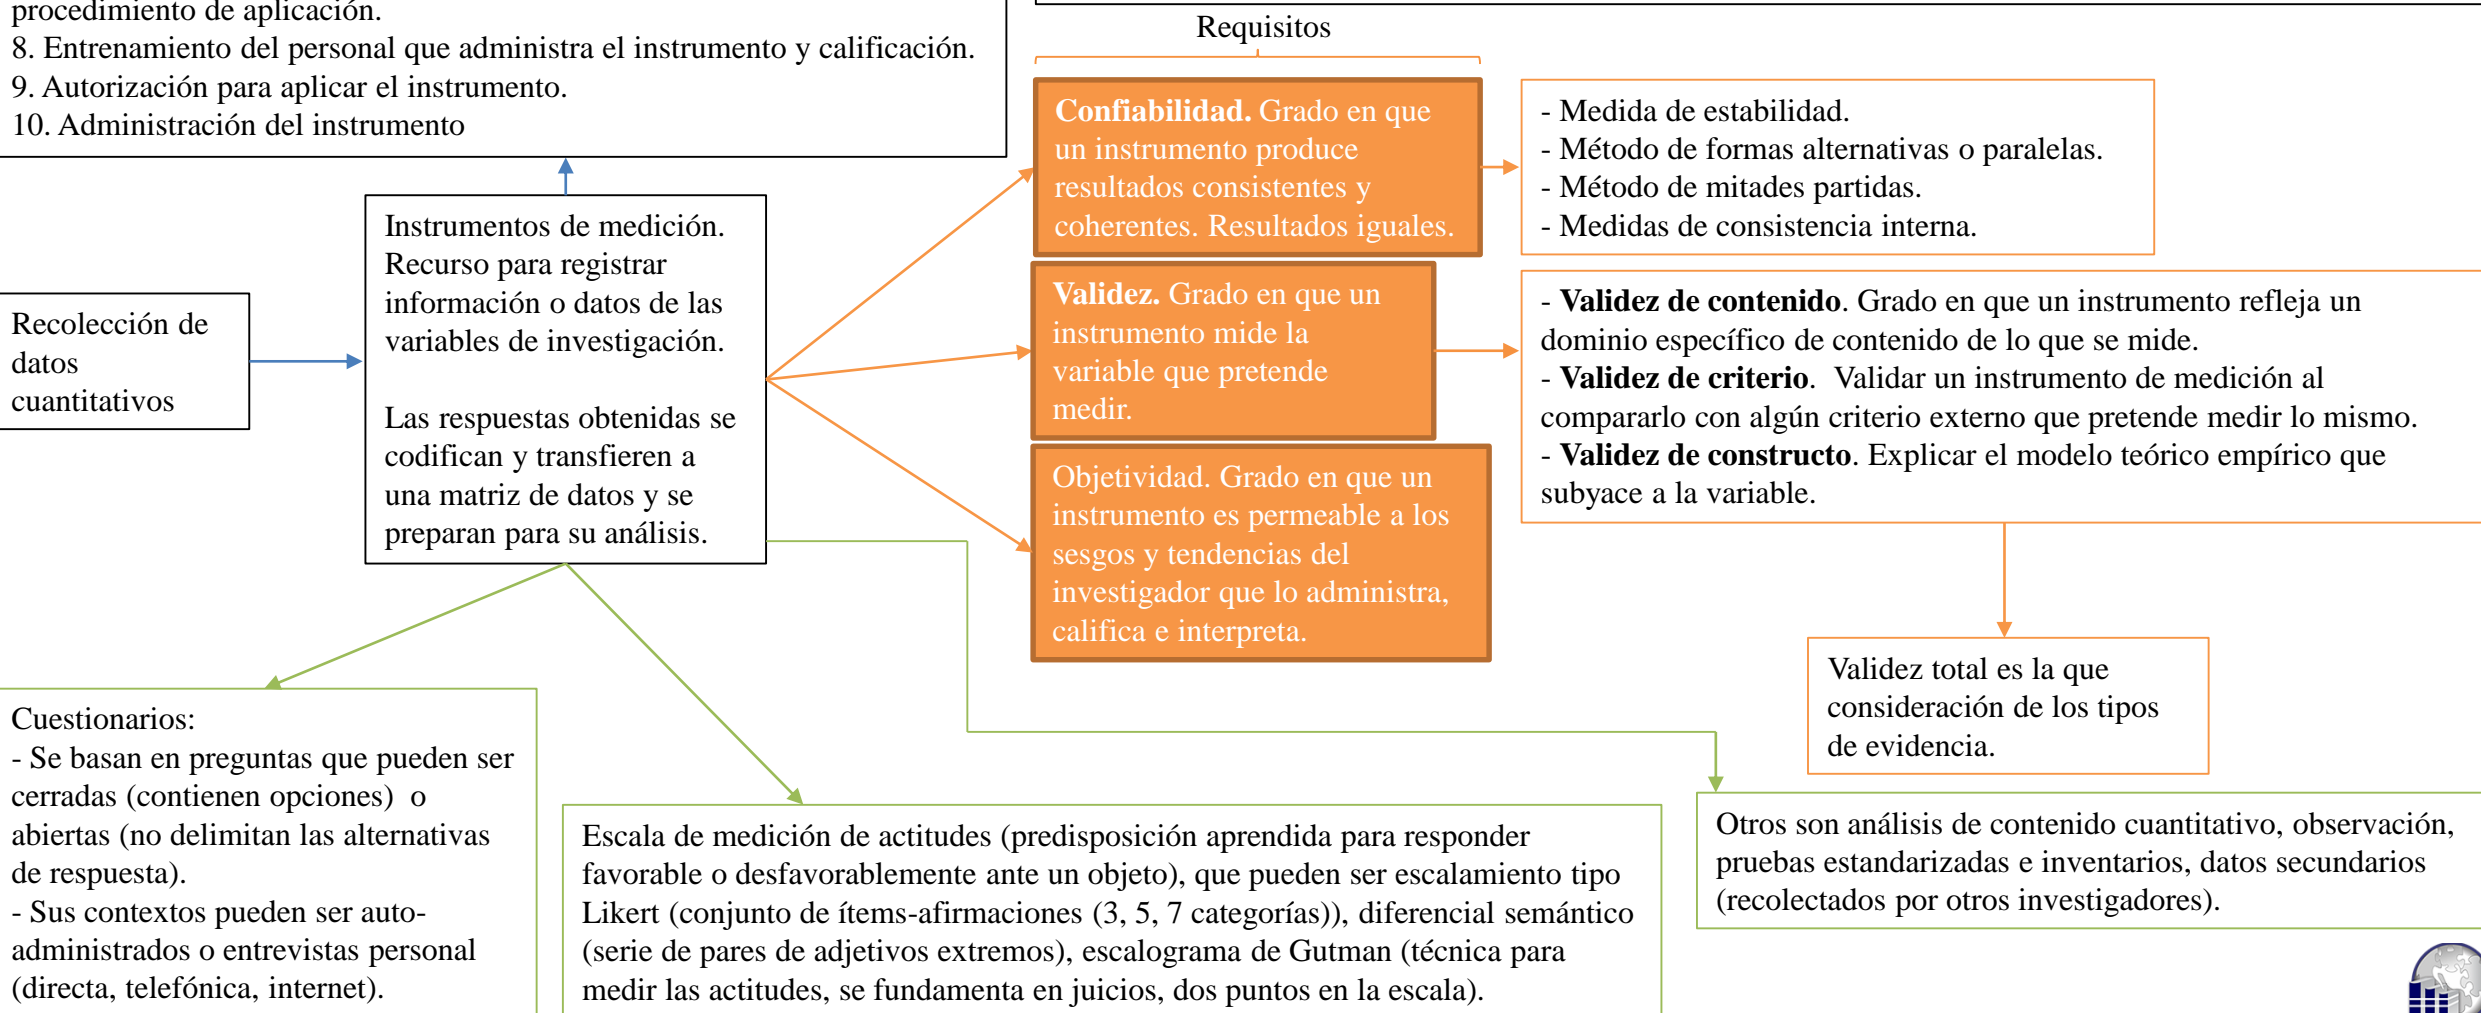 procedimiento de aplicación.
8. Entrenamiento del personal que administra el instrumento y calificación.
9. Autorización para aplicar el instrumento.
10. Administración del instrumento
Requisitos
Confiabilidad. Grado en que
un instrumento produce
resultados consistentes y
coherentes. Resultados iguales.
- Medida de estabilidad.
- Método de formas alternativas o paralelas.
- Método de mitades partidas.
- Medidas de consistencia interna.
Instrumentos de medición.
Recurso para registrar
información o datos de las
variables de investigación.
Las respuestas obtenidas se
codifican y transfieren a
una matriz de datos y se
preparan para su análisis.
Recolección de
datos
cuantitativos
Validez. Grado en que un
instrumento mide la
variable que pretende
medir.
- Validez de contenido. Grado en que un instrumento refleja un
dominio específico de contenido de lo que se mide.
- Validez de criterio.  Validar un instrumento de medición al
compararlo con algún criterio externo que pretende medir lo mismo.
- Validez de constructo. Explicar el modelo teórico empírico que
subyace a la variable.
Objetividad. Grado en que un
instrumento es permeable a los
sesgos y tendencias del
investigador que lo administra,
califica e interpreta.
Validez total es la que
consideración de los tipos
de evidencia.
Cuestionarios:
- Se basan en preguntas que pueden ser
cerradas (contienen opciones)  o
abiertas (no delimitan las alternativas
de respuesta).
- Sus contextos pueden ser auto-
administrados o entrevistas personal
(directa, telefónica, internet).
Escala de medición de actitudes (predisposición aprendida para responder
favorable o desfavorablemente ante un objeto), que pueden ser escalamiento tipo
Likert (conjunto de ítems-afirmaciones (3, 5, 7 categorías)), diferencial semántico
(serie de pares de adjetivos extremos), escalograma de Gutman (técnica para
medir las actitudes, se fundamenta en juicios, dos puntos en la escala).
Otros son análisis de contenido cuantitativo, observación,
pruebas estandarizadas e inventarios, datos secundarios
(recolectados por otros investigadores).